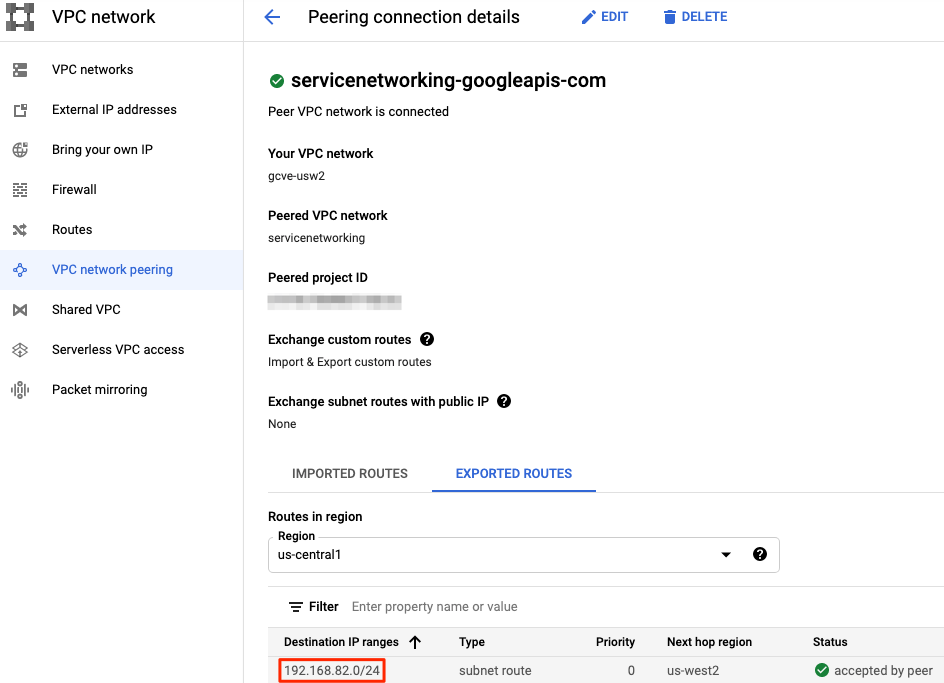 VPC network
Peering connection details
EDIT
DELETE
VPC networks
External IP addresses
Bring your own IP
Firewall
Routes
VPC network peering
Shared VPC
Serverless VPC access
Packet mirroring
servicenetworking-googleapis-com
Peer VPC network is connected
Your VPC network
gcve-usw2
Peered VPC network
servicenetworking
Peered project ID
Exchange custom routes
Import & Export custom routes
Exchange subnet routes with public IP
None
IMPORTED ROUTES EXPORTED ROUTES
Routes in region
Region
us-central1
Filter Enter property name or value
Destination IP ranges Type Priority Next hop region Status
192.168.82.0/24 subnet route 0 us-west2 accepted by peer